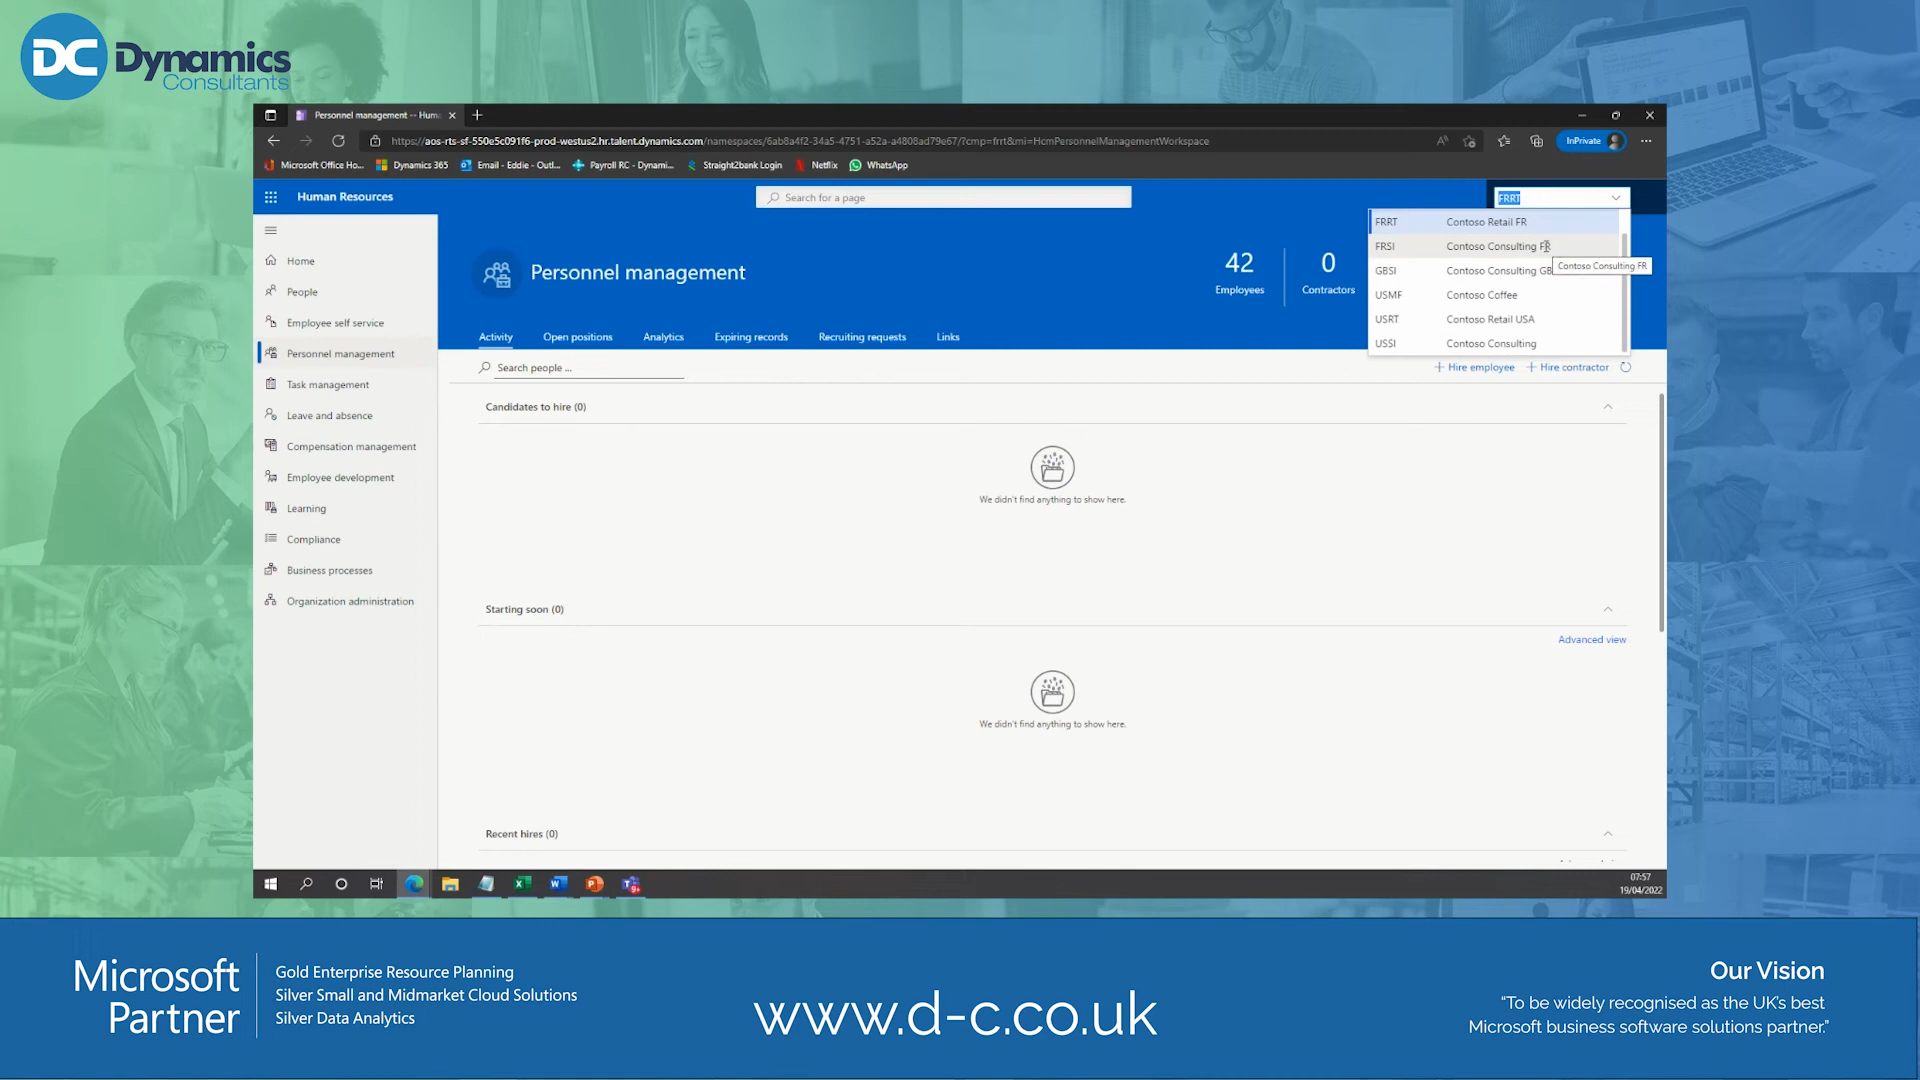 DC Dynamics
Consultants
Personnel management -- Hum
https://aos-rts-sf-550e5c091f6-prod-westus2.hr.talent.dynamics.com/namespaces/6ab8a4f2-34a5-4751-a52a-a4808ad79e67/?cmp=frrt&mi=HcmPersonnelManagementWorkspace
InPrivate
Microsoft Office Ho...
Dynamics 365
Email - Eddie - Outl...
Payroll RC - Dynami...
Straight2bank Login
Netflix
WhatsApp
Human Resources
Search for a page
FRRT
FRRT Contoso Retail FR
FRSI Contoso Consulting FR
Contoso Consulting FR
GBSI Contoso Consulting GB
USMF Contoso Coffee
USRT Contoso Retail USA
USSI Contoso Consulting
Home
People
Employee self service
Personnel management
Task management
Leave and absence
Compensation management
Employee development
Learning
Compliance
Business processes
Organization administration
Personnel management
42
Employees
0
Contractors
Activity
Open positions
Analytics
Expiring records
Recruiting requests
Links
Search people ...
Hire employee
Hire contractor
Candidates to hire (0)
We didn't find anything to show here.
Starting soon (0)
Advanced view
We didn't find anything to show here.
Recent hires (0)
07:57
19/04/2022
Microsoft
Partner
Gold Enterprise Resource Planning
Silver Small and Midmarket Cloud Solutions
Silver Data Analytics
www.d-c.co.uk
Our Vision
“To be widely recognised as the UK's best
Microsoft business software solutions partner.”